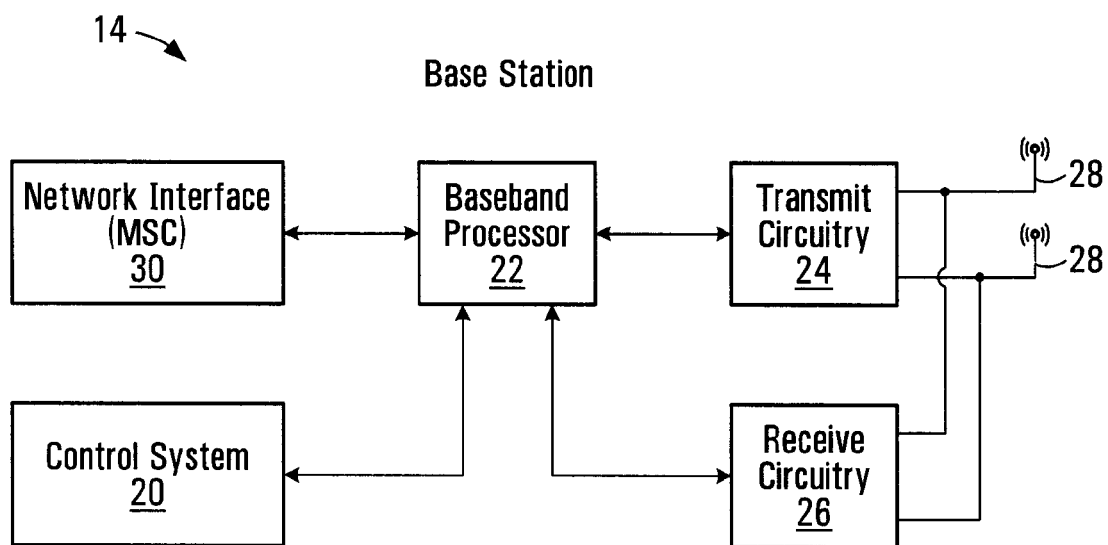 14
Base Station
Network Interface
(MSC)
30
Baseband
Processor
22
Transmit
Circuitry
24
28
28
Control System
20
Receive
Circuitry
26